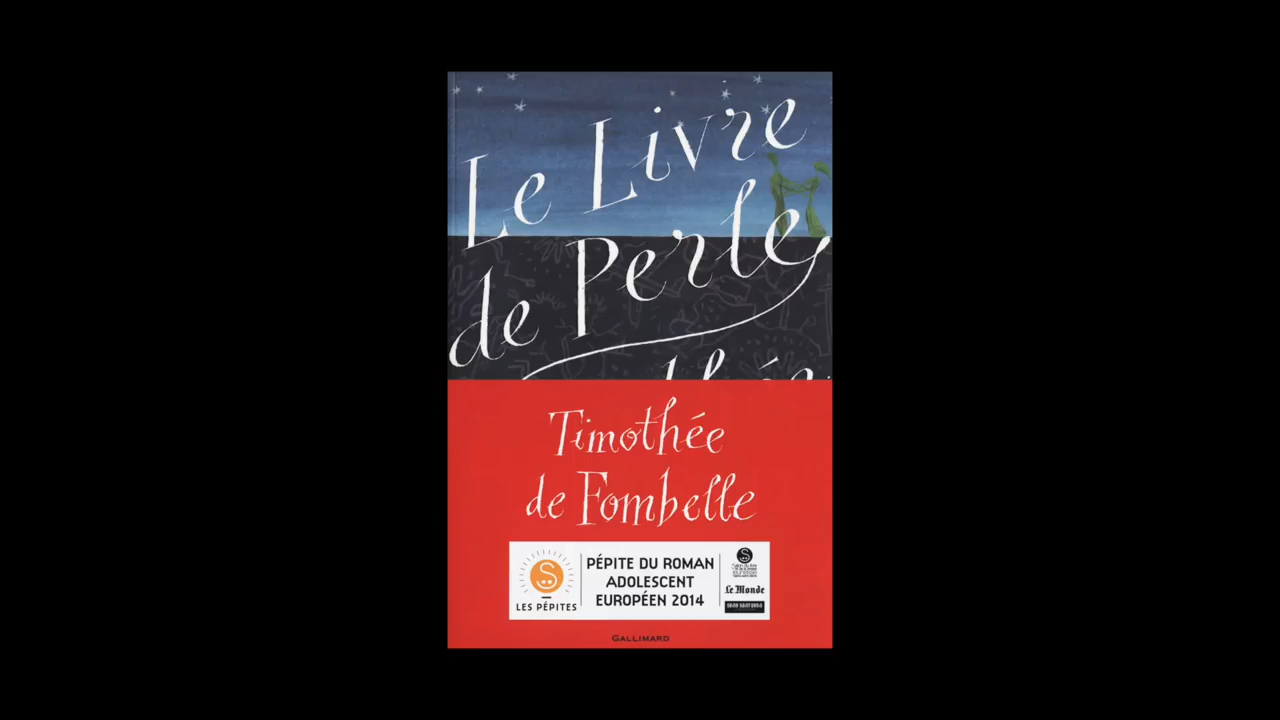 Le Livre
de Perle
Timothée
de Fombelle
LES PÉPITES
PÉPITE DU ROMAN
ADOLESCENT
EUROPÉEN 2014
Le Monde
GALLIMARD